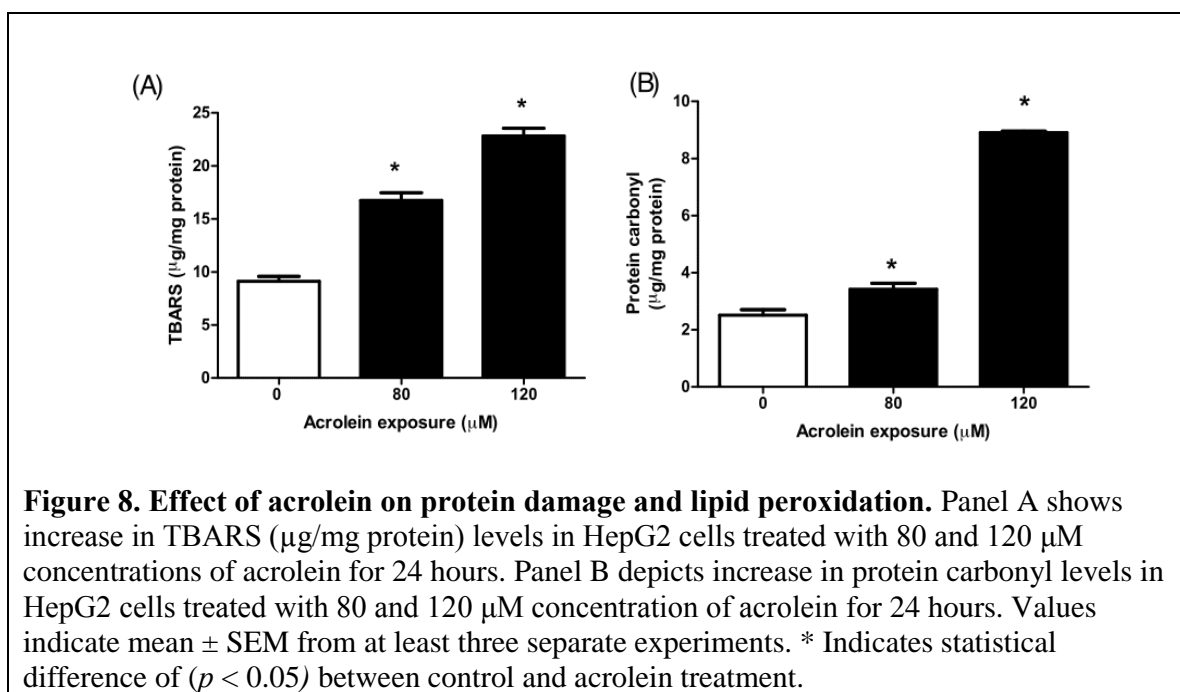 (A)
*
*
25
20
15
10
5
0
TBARS (µg/mg protein)
0 80 120
Acrolein exposure (µM)
(B)
*
*
10
8
6
4
2
0
Protein carbonyl
(µg/mg protein)
0 80 120
Acrolein exposure (µM)
Figure 8. Effect of acrolein on protein damage and lipid peroxidation. Panel A shows
increase in TBARS (µg/mg protein) levels in HepG2 cells treated with 80 and 120 µM
concentrations of acrolein for 24 hours. Panel B depicts increase in protein carbonyl levels in
HepG2 cells treated with 80 and 120 µM concentration of acrolein for 24 hours. Values
indicate mean ± SEM from at least three separate experiments. * Indicates statistical
difference of (p < 0.05) between control and acrolein treatment.